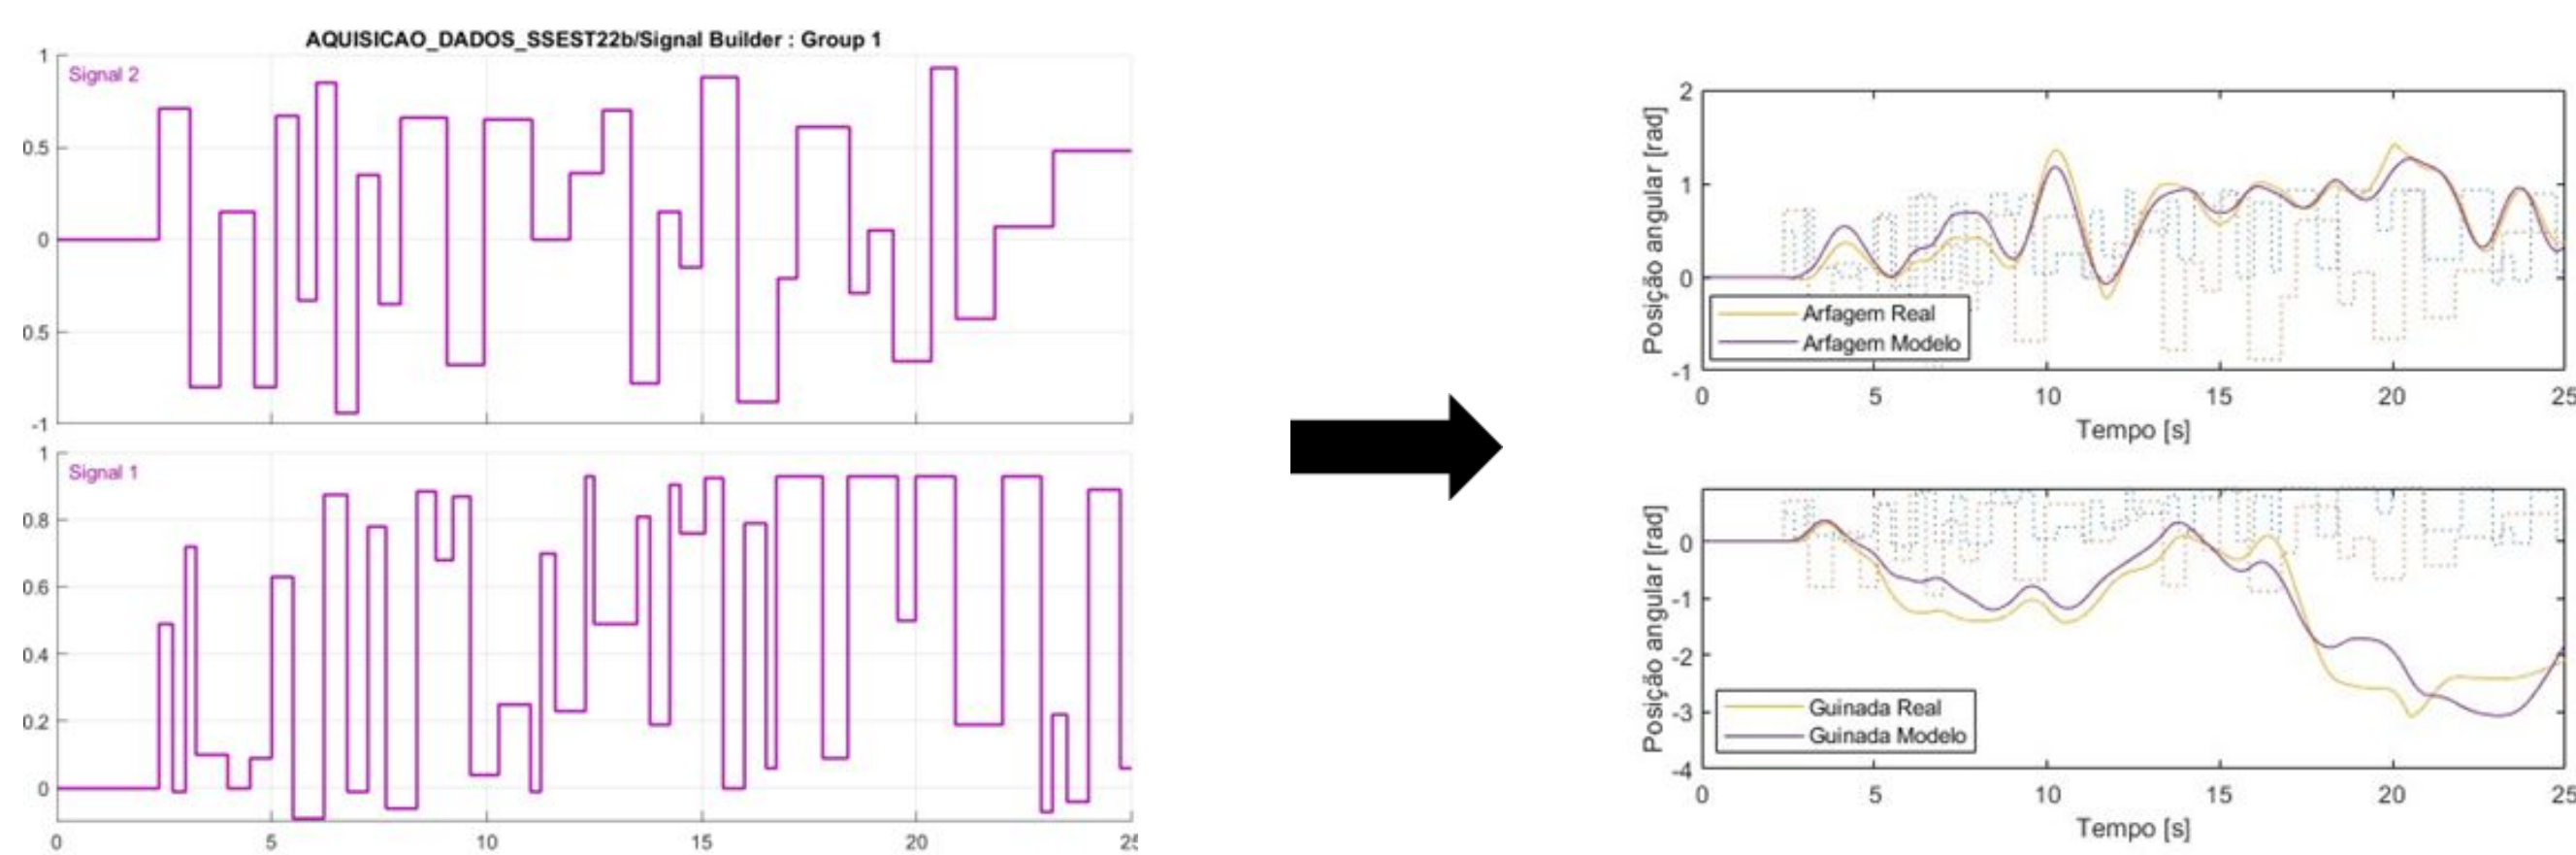 AQUISICAO_DADOS_SSEST22b/Signal Builder : Group 1
1
Signal 2
0.5
0
0.5
-1
1
Signal 1
0.8
0.6
0.4
0.2
0
0 5 10 15 20 25
2
1
0
-1
Posição angular [rad]
Arfagem Real
Arfagem Modelo
0 5 10 15 20 25
Tempo [s]
0
-1
-2
-3
-4
Posição angular [rad]
Guinada Real
Guinada Modelo
0 5 10 15 20 25
Tempo [s]